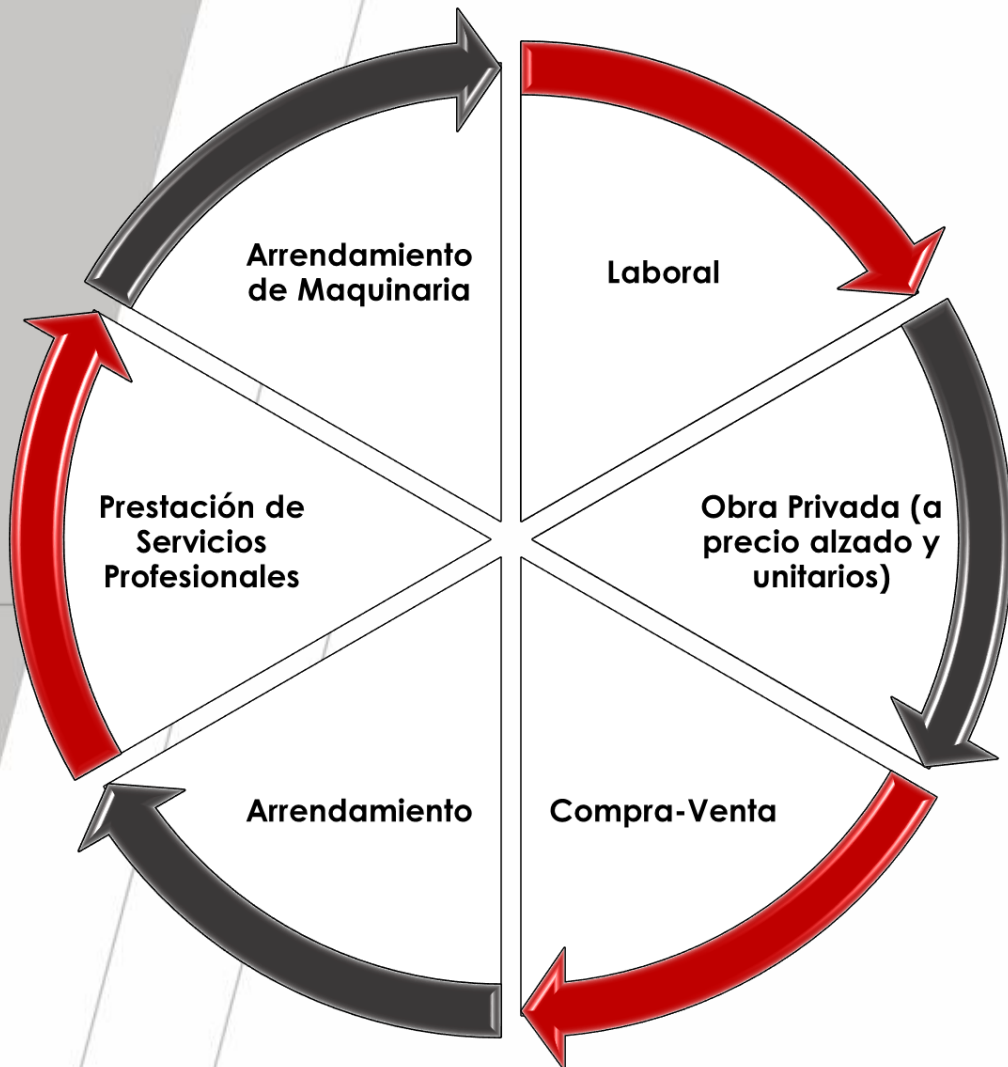 Arrendamiento
de Maquinaria
Laboral
Prestación de
Servicios
Profesionales
Obra Privada (a
precio alzado y
unitarios)
Arrendamiento
Compra-Venta